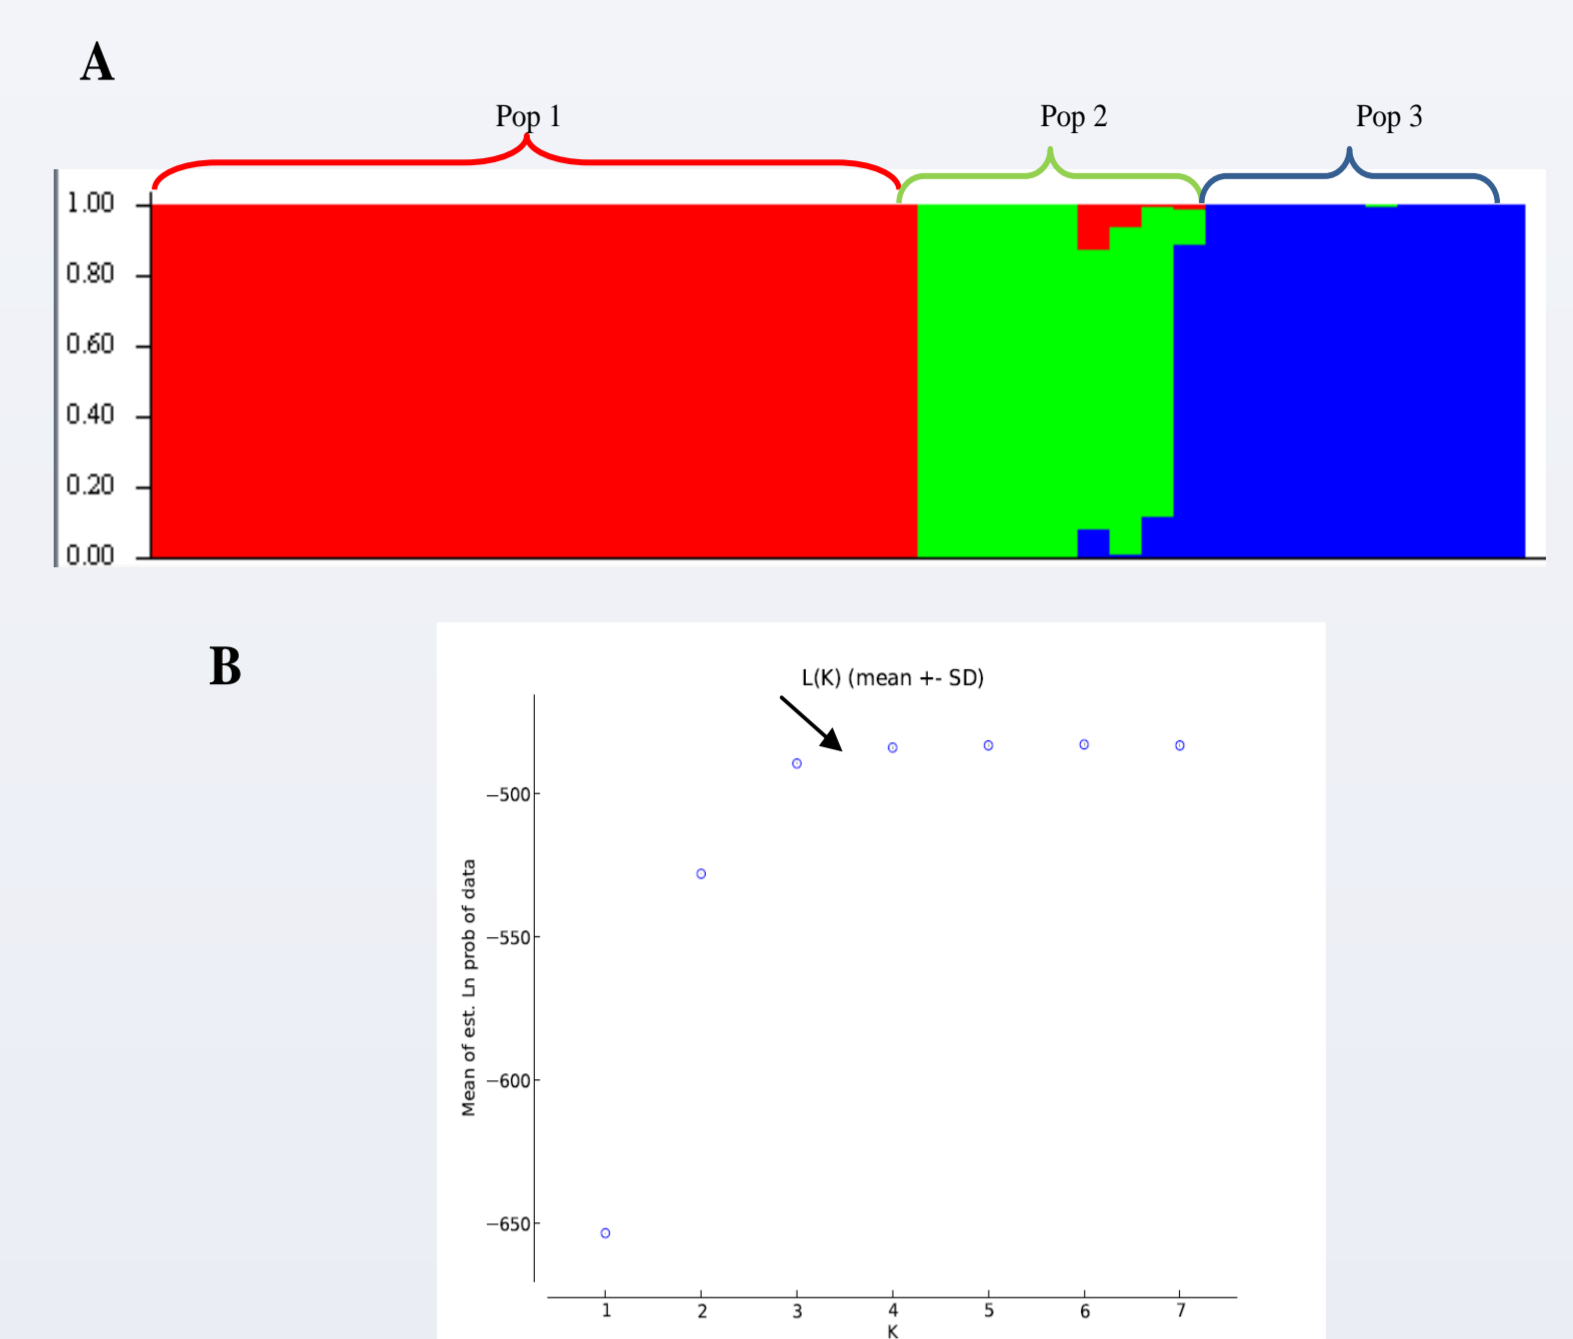 A
Pop 1
Pop 2
Pop 3
1.00
0.80
0.60
0.40
0.20
0.00
B
L(K) (mean +- SD)
Mean of est. Ln prob of data
−500
−550
−600
−650
1 2 3 4 5 6 7
K